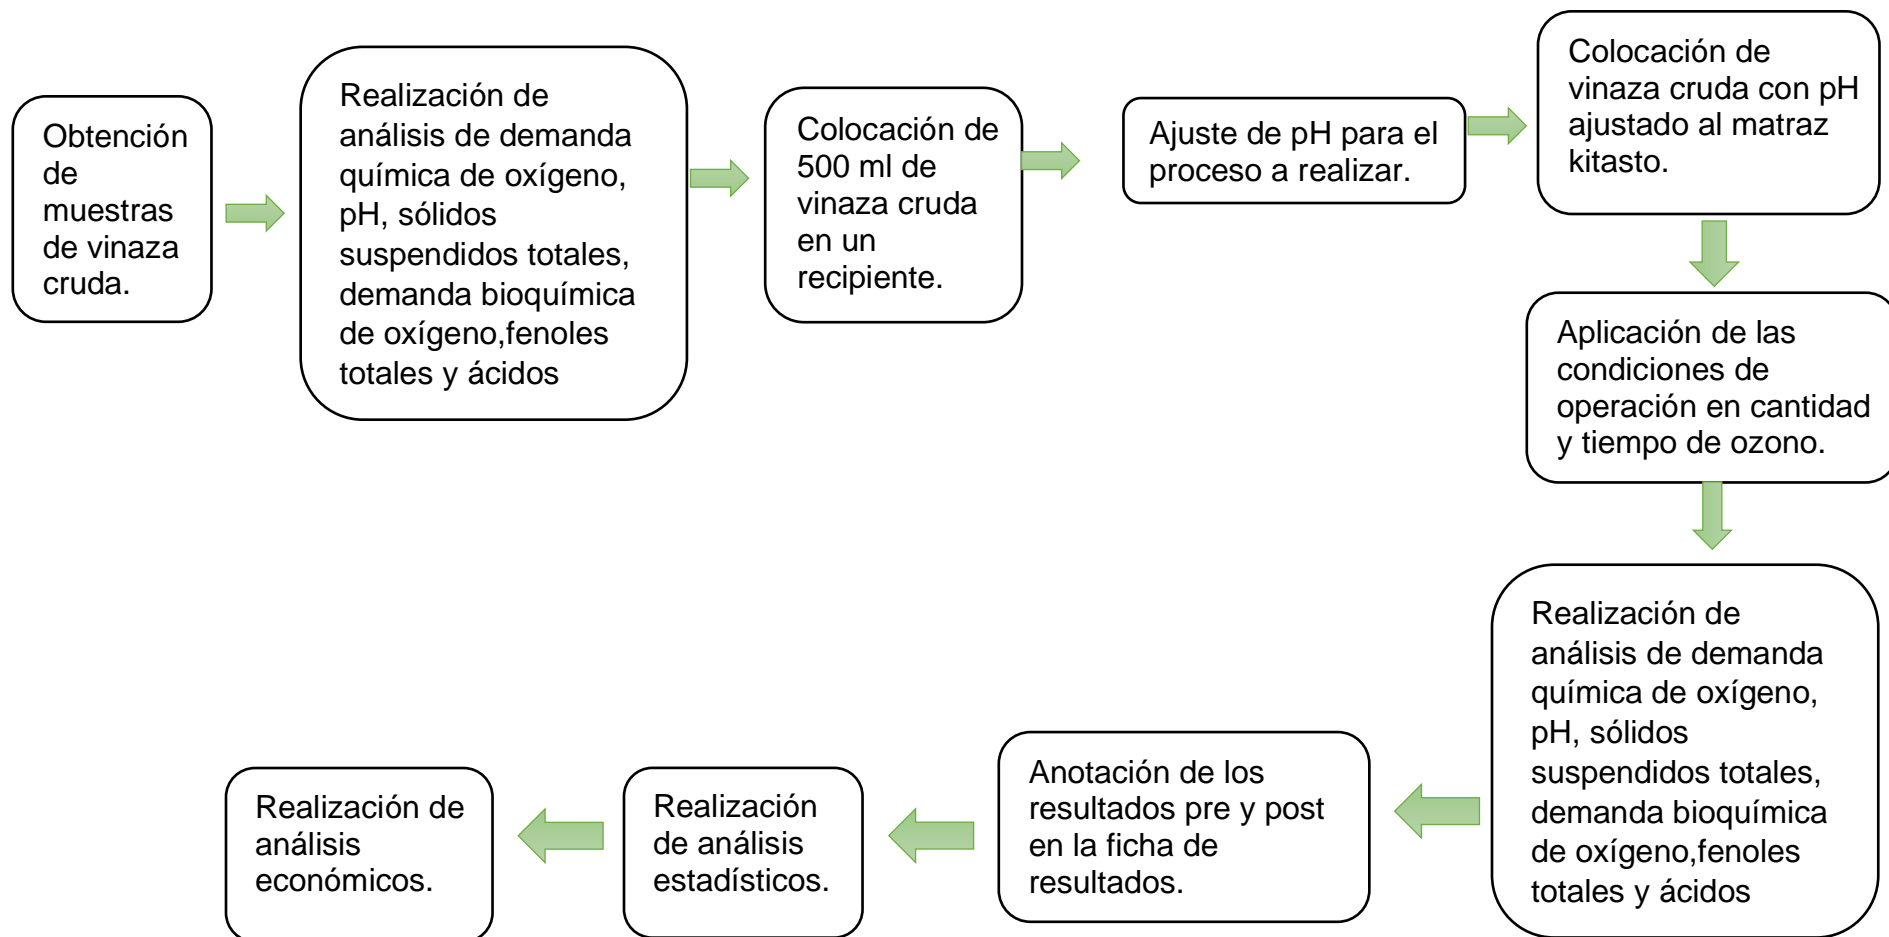 Obtención
de
muestras
de vinaza
cruda.
Realización de
análisis de demanda
química de oxígeno,
pH, sólidos
suspendidos totales,
demanda bioquímica
de oxígeno,fenoles
totales y ácidos
Colocación de
500 ml de
vinaza cruda
en un
recipiente.
Ajuste de pH para el
proceso a realizar.
Colocación de
vinaza cruda con pH
ajustado al matraz
kitasto.
Aplicación de las
condiciones de
operación en cantidad
y tiempo de ozono.
Realización de
análisis de demanda
química de oxígeno,
pH, sólidos
suspendidos totales,
demanda bioquímica
de oxígeno,fenoles
totales y ácidos
Anotación de los
resultados pre y post
en la ficha de
resultados.
Realización
de análisis
estadísticos.
Realización de
análisis
económicos.